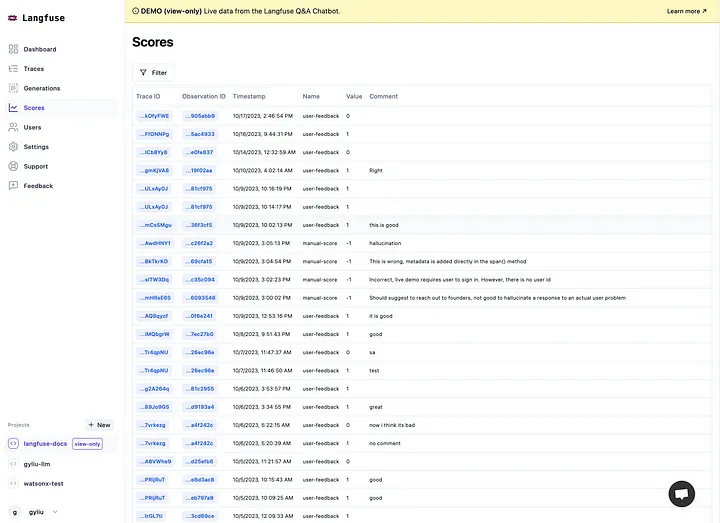 Langfuse
DEMO (view-only) Live data from the Langfuse Q&A Chatbot.
Learn more
Dashboard
Traces
Generations
Scores
Users
Settings
Support
Feedback
Projects
+ New
langfuse-docs view-only
gyliu-llm
watsonx-test
g gyliu
Scores
Filter
Trace ID Observation ID Timestamp Name Value Comment
...kOfyFWE ...905abb9 10/17/2023, 2:46:54 PM user-feedback 0
...FfONNPg ...5ac4933 10/16/2023, 9:44:31 PM user-feedback 1
...lCb8Yy8 ...e0fe837 10/14/2023, 12:32:59 AM user-feedback 0
...gmXjVA8 ...19f02aa 10/10/2023, 4:02:14 AM user-feedback 1 Right
...ULxAy0J ...81cf975 10/9/2023, 10:16:19 PM user-feedback 1
...ULxAy0J ...81cf975 10/9/2023, 10:14:17 PM user-feedback 1
...mCsSMgu ...36f3cf5 10/9/2023, 10:02:13 PM user-feedback 1 this is good
...AwdHNY1 ...c26f2a2 10/9/2023, 3:05:13 PM manual-score -1 hallucination
...BkTkrKD ...69cfa15 10/9/2023, 3:04:54 PM manual-score -1 This is wrong, metadata is added directly in the span() method
...sITW3Dq ...c35c094 10/9/2023, 3:02:23 PM manual-score -1 Incorrect, live demo requires user to sign in. However, there is no user id
...mHRsE6S ...6093546 10/9/2023, 3:00:02 PM manual-score -1 Should suggest to reach out to founders, not good to hallucinate a response to an actual user problem
...AQ8qyof ...0f8e241 10/9/2023, 12:53:16 PM user-feedback 1 it is good
...iMQbgrW ...7ec27b0 10/8/2023, 9:51:43 PM user-feedback 1 good
...Tr4qpNU ...26ec96e 10/7/2023, 11:47:37 AM user-feedback 0 sa
...Tr4qpNU ...26ec96e 10/7/2023, 11:46:50 AM user-feedback 1 test
...g2A264q ...81c2955 10/6/2023, 3:53:57 PM user-feedback 1
...89Jo9GS ...d9193a4 10/6/2023, 3:34:55 PM user-feedback 1 great
...7vrkezg ...a4f242c 10/6/2023, 5:22:15 AM user-feedback 0 now i think its bad
...7vrkezg ...a4f242c 10/6/2023, 5:20:39 AM user-feedback 1 no comment
...ASVWhe9 ...d25efb6 10/5/2023, 11:21:57 AM user-feedback 0
...PRIjRuT ...e8d3ac8 10/5/2023, 10:15:43 AM user-feedback 1 good
...PRIjRuT ...eb797a9 10/5/2023, 10:09:25 AM user-feedback 1 good
...lrGL7ti ...3cd69ce 10/5/2023, 12:09:33 AM user-feedback 1